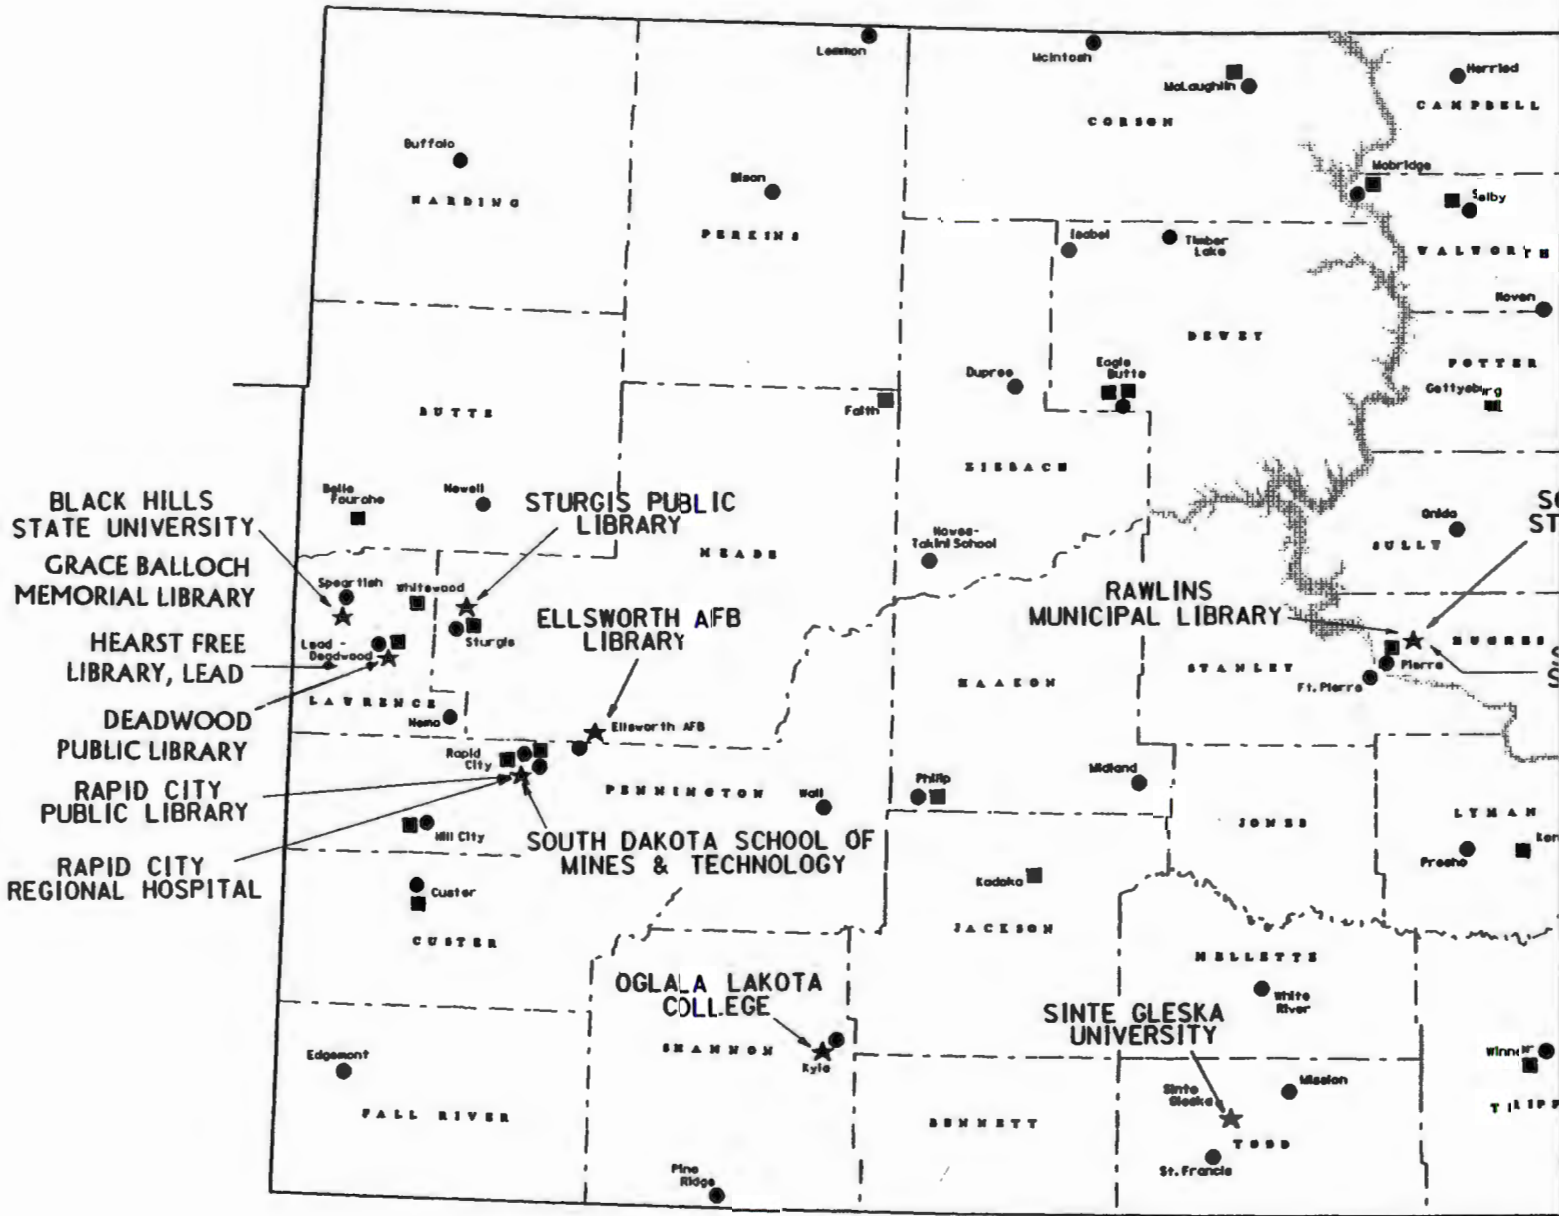 Lemmon
McIntosh
McLaughlin
Herried
CAMPBELL
CORSON
Buffalo
HARDING
Bison
PERKINS
Mobridge
Selby
WALWORTH
Isabel
Timber
Lake
Hoven
DEWEY
POTTER
Gettysburg
Eagle
Butte
Dupree
Faith
BUTTE
ZIEBACH
Belle
Fourche
Newell
BLACK HILLS
STATE UNIVERSITY
STURGIS PUBLIC
LIBRARY
MEADE
Howes-
Takini School
Onida
SULLY
SO
ST
GRACE BALLOCH
MEMORIAL LIBRARY
Spearfish
Whitewood
Sturgis
ELLSWORTH AFB
LIBRARY
RAWLINS
MUNICIPAL LIBRARY
HUGHES
STANLEY
Pierre
Ft. Pierre
S
S
HEARST FREE
LIBRARY, LEAD
Lead -
Deadwood
LAWRENCE
HAAKON
DEADWOOD
PUBLIC LIBRARY
Nemo
Ellsworth AFB
Rapid
City
RAPID CITY
PUBLIC LIBRARY
PENNINGTON
Wall
Philip
Midland
JONES
LYMAN
Presho
Ken
Hill City
SOUTH DAKOTA SCHOOL OF
MINES & TECHNOLOGY
RAPID CITY
REGIONAL HOSPITAL
Custer
CUSTER
Kadoka
JACKSON
MELLETTE
White
River
OGLALA LAKOTA
COLLEGE
SHANNON
Kyle
SINTE GLESKA
UNIVERSITY
Winner
Edgemont
FALL RIVER
Sinte
Gleska
Mission
TRIPP
BENNETT
TODD
St. Francis
Pine
Ridge